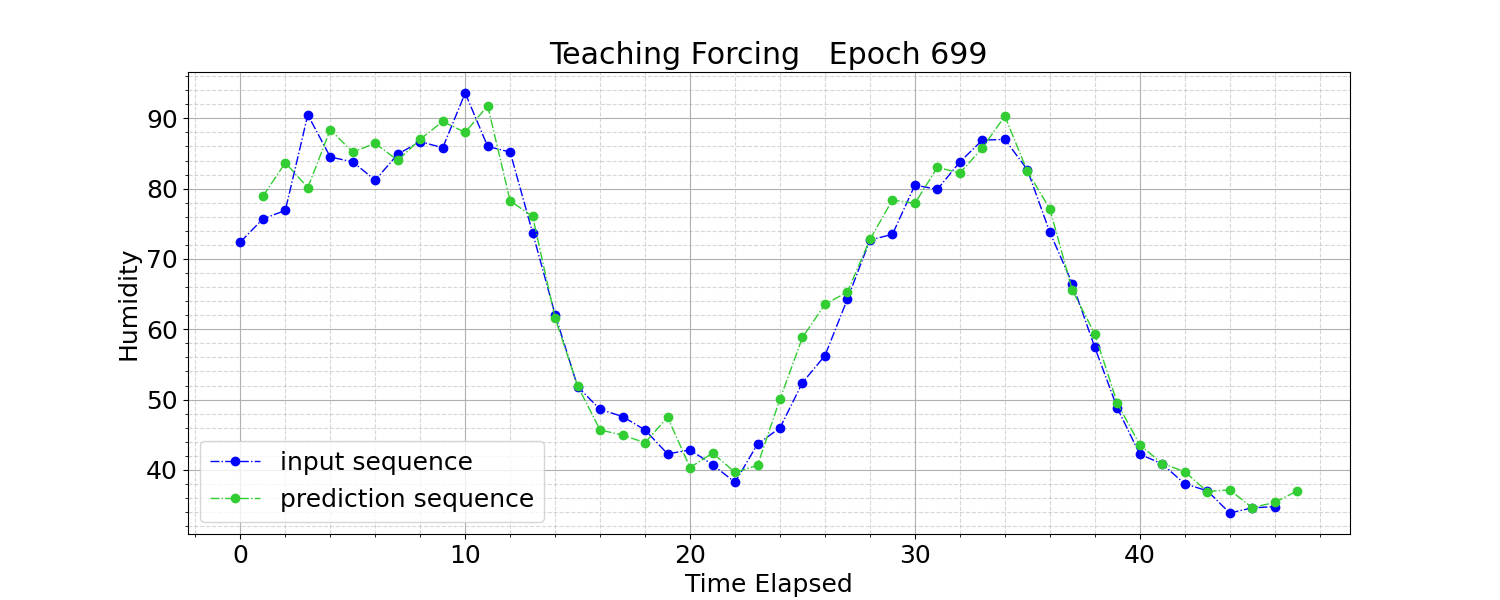 Teaching Forcing   Epoch 699
90
80
70
60
50
40
Humidity
input sequence
prediction sequence
0 10 20 30 40
Time Elapsed